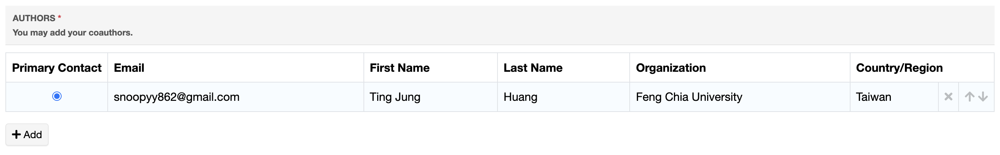 AUTHORS *
You may add your coauthors.
Primary Contact Email First Name Last Name Organization Country/Region
snoopyy862@gmail.com Ting Jung Huang Feng Chia University Taiwan
Add